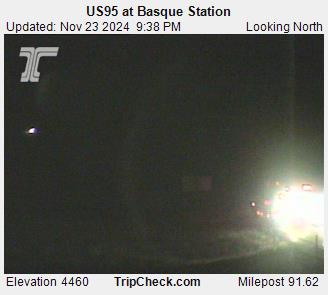 US95 at Basque Station
Updated: Nov 23 2024 9:38 PM Looking North
Elevation 4460 TripCheck.com Milepost 91.62